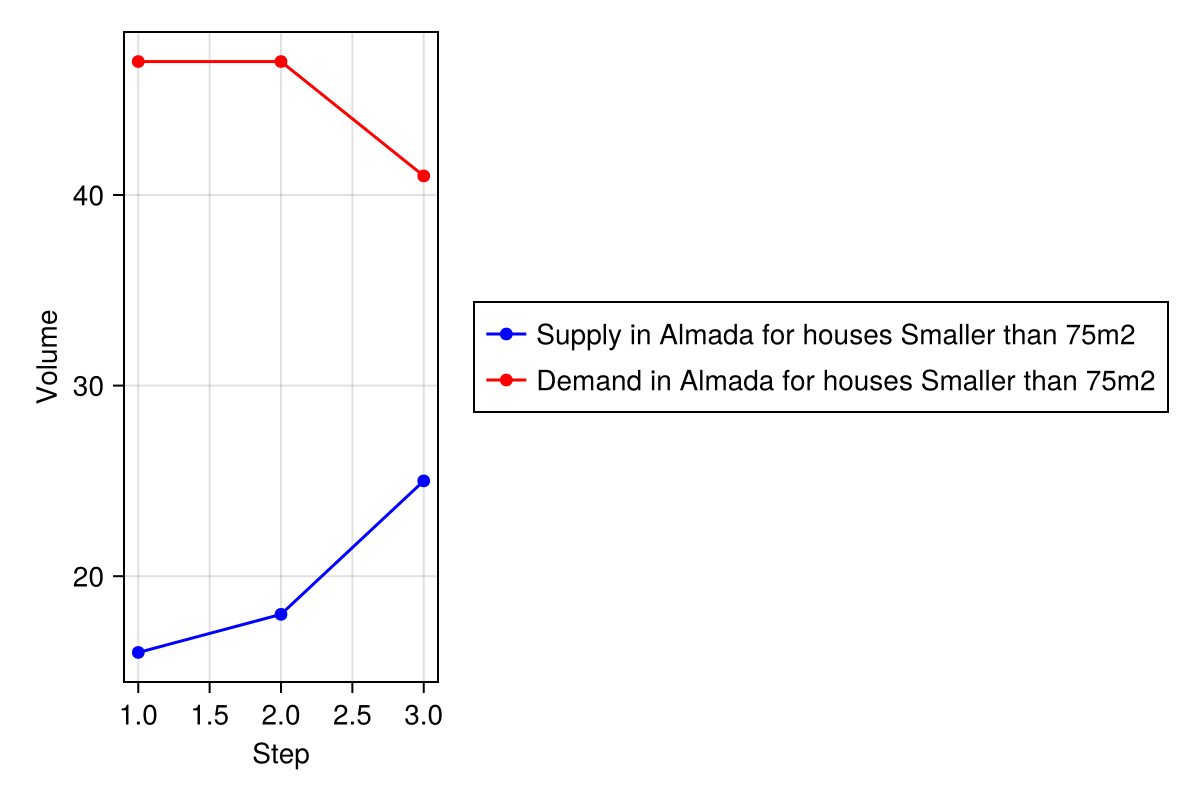 40
30
20
Volume
1.0 1.5 2.0 2.5 3.0
Step
Supply in Almada for houses Smaller than 75m2
Demand in Almada for houses Smaller than 75m2